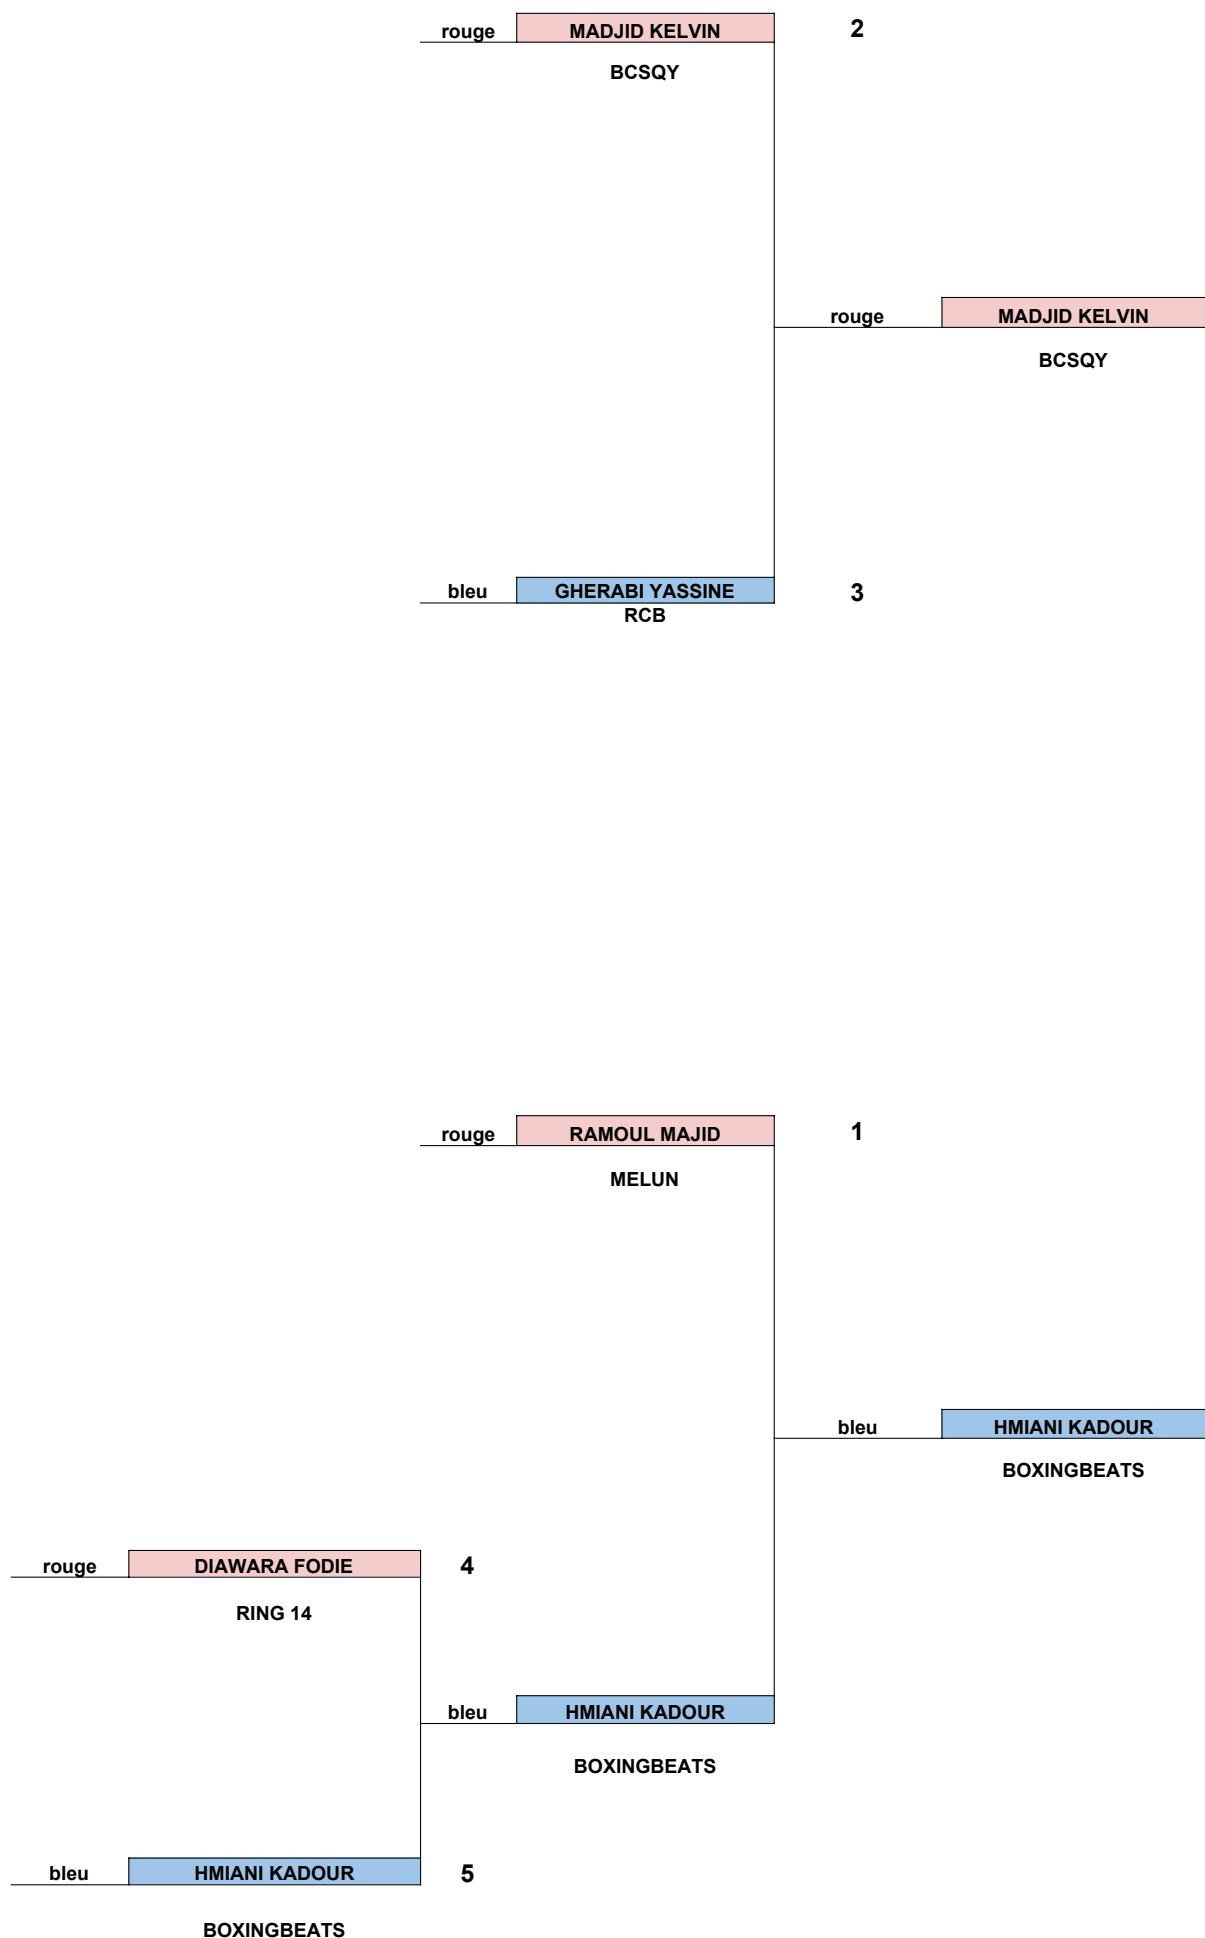 rouge MADJID KELVIN 2
BCSQY
rouge MADJID KELVIN
BCSQY
bleu GHERABI YASSINE 3
RCB
rouge RAMOUL MAJID 1
MELUN
bleu HMIANI KADOUR
BOXINGBEATS
rouge DIAWARA FODIE 4
RING 14
bleu HMIANI KADOUR
BOXINGBEATS
bleu HMIANI KADOUR 5
BOXINGBEATS